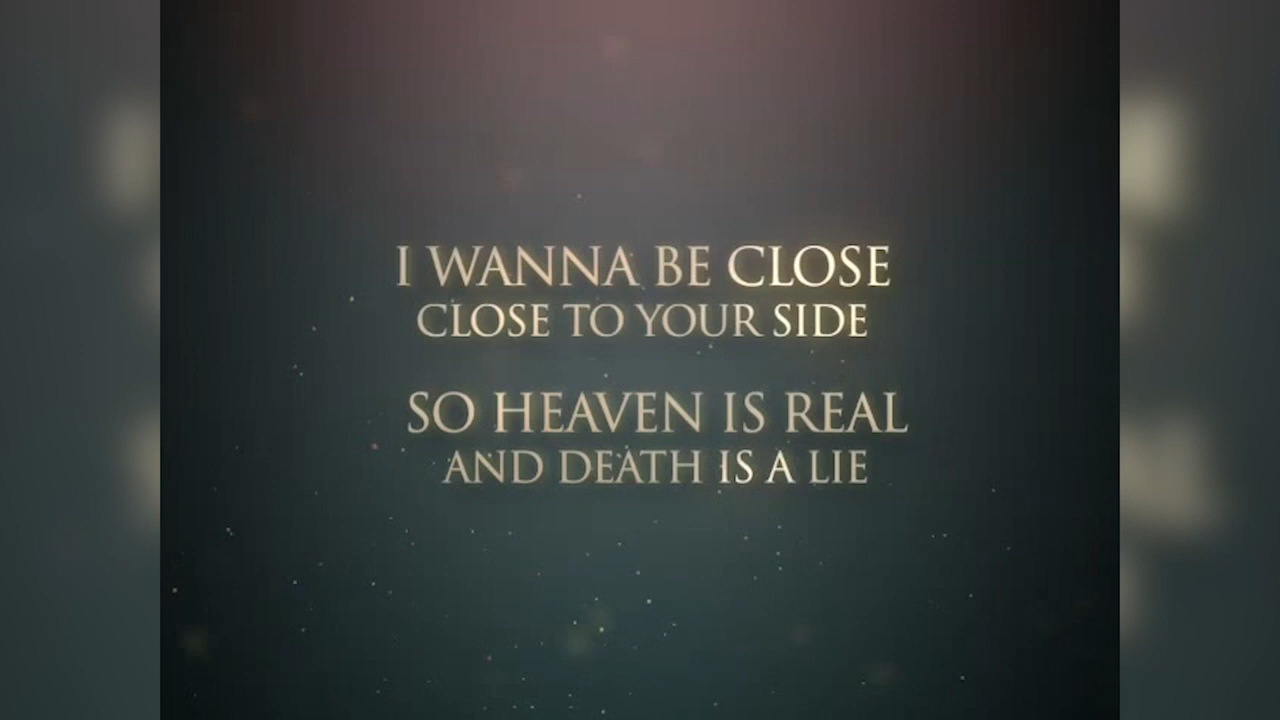 I WANNA BE CLOSE
CLOSE TO YOUR SIDE
SO HEAVEN IS REAL
AND DEATH IS A LIE